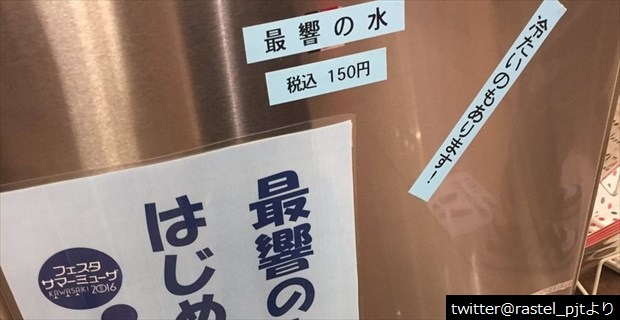 最響の水
税込 150円
冷たいのもあります！
最響の
はじめ
フェスタ
サマーミューザ
KAWASAKI 2016
twitter@rastel_pjtより